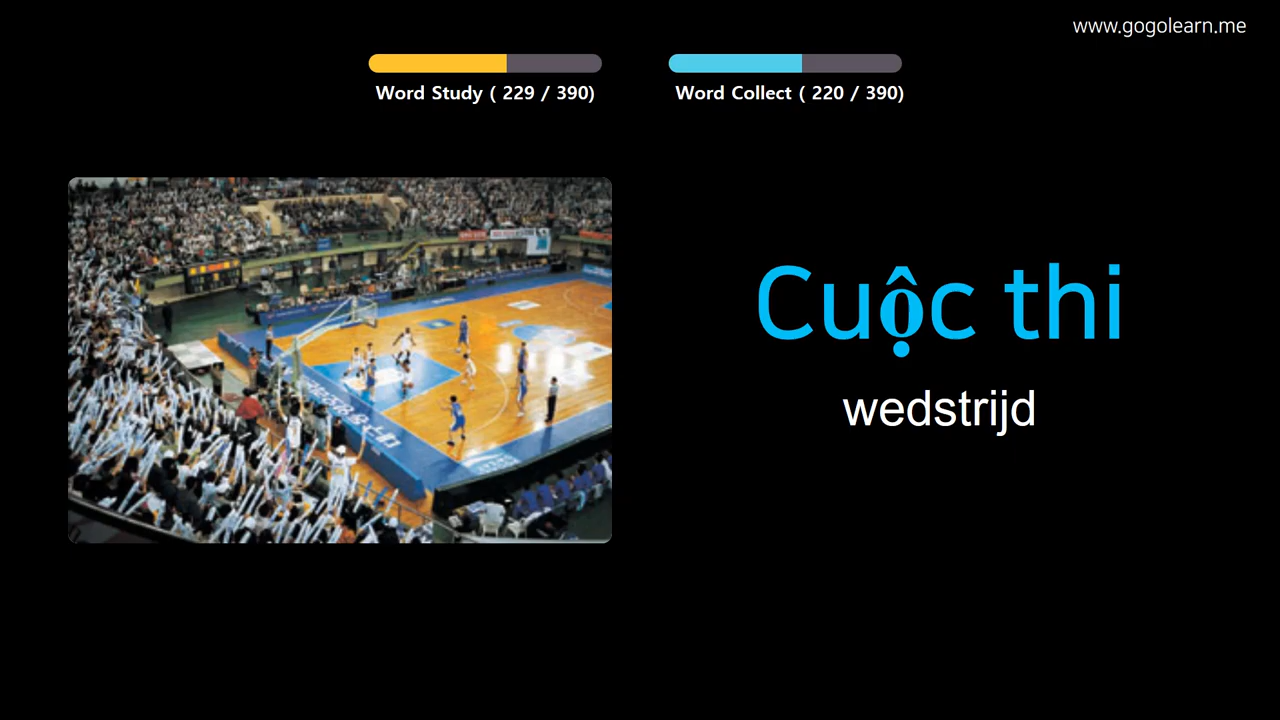 www.gogolearn.me
Word Study ( 229 / 390)
Word Collect ( 220 / 390)
Cuộc thi
wedstrijd